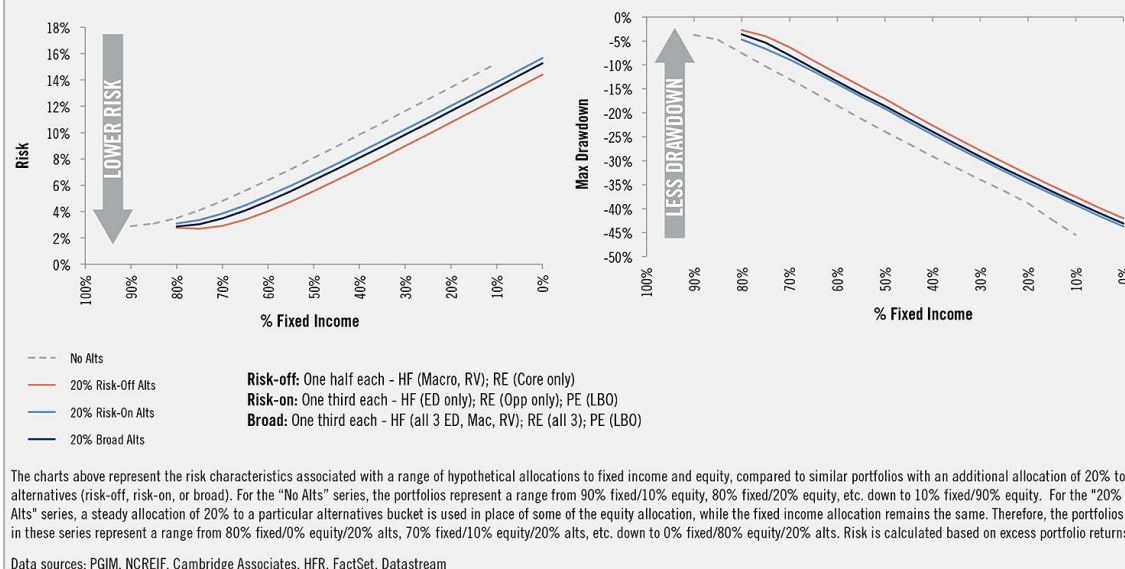 18%
16%
14%
12%
10%
8%
6%
4%
2%
0%
Risk
LOWER RISK
100%
90%
80%
70%
60%
50%
40%
30%
20%
10%
0%
% Fixed Income
0%
-5%
-10%
-15%
-20%
-25%
-30%
-35%
-40%
-45%
-50%
Max Drawdown
LESS DRAWDOWN
100%
90%
80%
70%
60%
50%
40%
30%
20%
10%
0%
% Fixed Income
No Alts
20% Risk-Off Alts
20% Risk-On Alts
20% Broad Alts
Risk-off: One half each - HF (Macro, RV); RE (Core only)
Risk-on: One third each - HF (ED only); RE (Opp only); PE (LBO)
Broad: One third each - HF (all 3 ED, Mac, RV); RE (all 3); PE (LBO)
The charts above represent the risk characteristics associated with a range of hypothetical allocations to fixed income and equity, compared to similar portfolios with an additional allocation of 20% to
alternatives (risk-off, risk-on, or broad). For the “No Alts” series, the portfolios represent a range from 90% fixed/10% equity, 80% fixed/20% equity, etc. down to 10% fixed/90% equity. For the "20%
Alts" series, a steady allocation of 20% to a particular alternatives bucket is used in place of some of the equity allocation, while the fixed income allocation remains the same. Therefore, the portfolios
in these series represent a range from 80% fixed/0% equity/20% alts, 70% fixed/10% equity/20% alts, etc. down to 0% fixed/80% equity/20% alts. Risk is calculated based on excess portfolio returns
Data sources: PGIM, NCREIF, Cambridge Associates, HFR, FactSet, Datastream